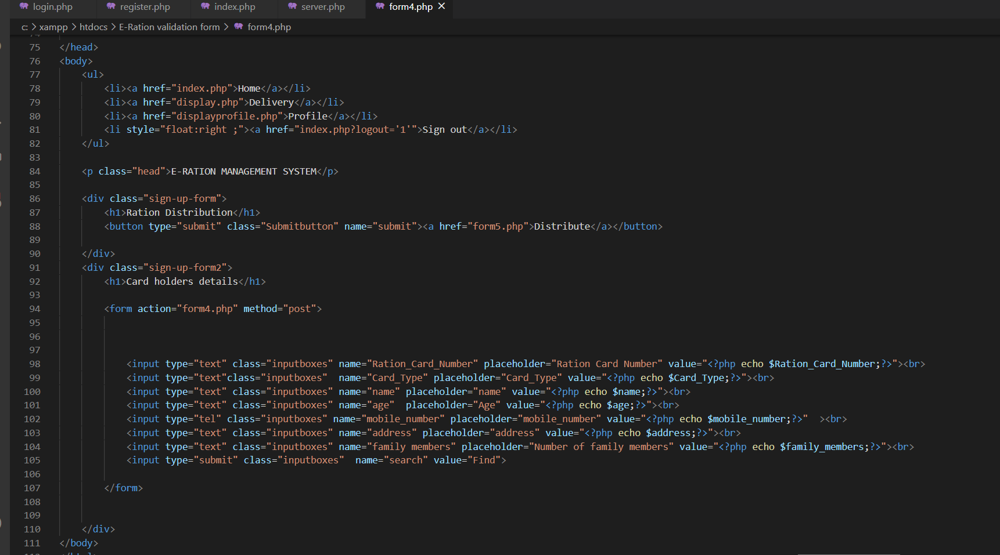 login.php register.php index.php server.php form4.php ×
c: > xampp > htdocs > E-Ration validation form > form4.php
75 </head>
76 <body>
77 <ul>
78 <li><a href="index.php">Home</a></li>
79 <li><a href="display.php">Delivery</a></li>
80 <li><a href="displayprofile.php">Profile</a></li>
81 <li style="float:right ;"><a href="index.php?logout='1'">Sign out</a></li>
82 </ul>
83
84 <p class="head">E-RATION MANAGEMENT SYSTEM</p>
85
86 <div class="sign-up-form">
87 <h1>Ration Distribution</h1>
88 <button type="submit" class="Submitbutton" name="submit"><a href="form5.php">Distribute</a></button>
89
90 </div>
91 <div class="sign-up-form2">
92 <h1>Card holders details</h1>
93
94 <form action="form4.php" method="post">
95
96
97
98 <input type="text" class="inputboxes" name="Ration_Card_Number" placeholder="Ration Card Number" value="<?php echo $Ration_Card_Number;?>"><br>
99 <input type="text"class="inputboxes"  name="Card_Type" placeholder="Card_Type" value="<?php echo $Card_Type;?>"><br>
100 <input type="text" class="inputboxes" name="name" placeholder="name" value="<?php echo $name;?>"><br>
101 <input type="text" class="inputboxes" name="age"  placeholder="Age" value="<?php echo $age;?>"><br>
102 <input type="tel" class="inputboxes" name="mobile_number" placeholder="mobile_number" value="<?php echo $mobile_number;?>"  ><br>
103 <input type="text" class="inputboxes" name="address" placeholder="address" value="<?php echo $address;?>"><br>
104 <input type="text" class="inputboxes" name="family members" placeholder="Number of family members" value="<?php echo $family_members;?>"><br>
105 <input type="submit" class="inputboxes"  name="search" value="Find">
106
107 </form>
108
109
110 </div>
111 </body>